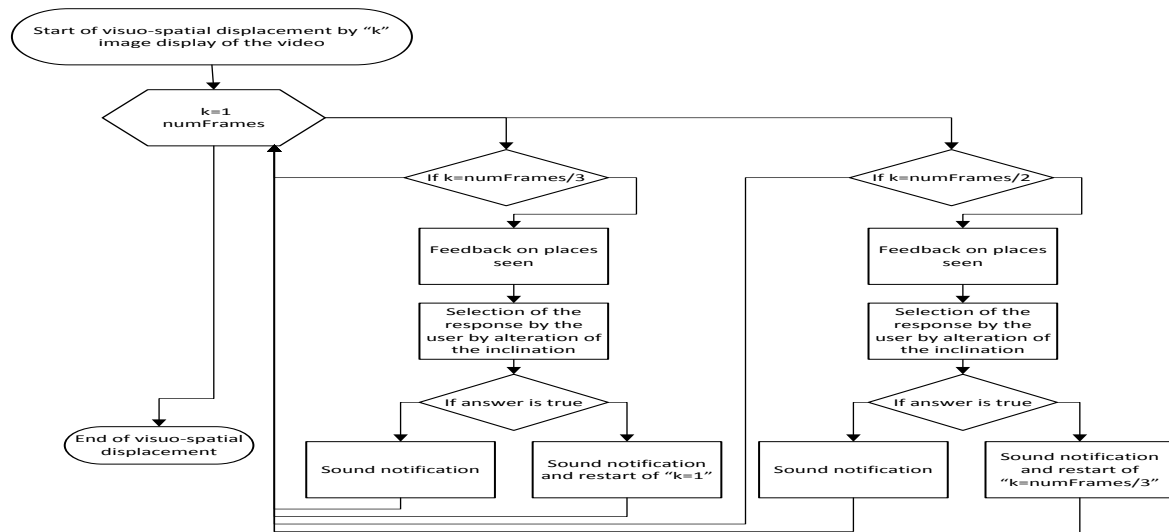 Start of visuo-spatial displacement by “k”
image display of the video
k=1
numFrames
If k=numFrames/3
If k=numFrames/2
Feedback on places
seen
Feedback on places
seen
Selection of the
response by the
user by alteration of
the inclination
Selection of the
response by the
user by alteration of
the inclination
If answer is true
If answer is true
End of visuo-spatial
displacement
Sound notification
Sound notification
and restart of “k=1”
Sound notification
Sound notification
and restart of
“k=numFrames/3”